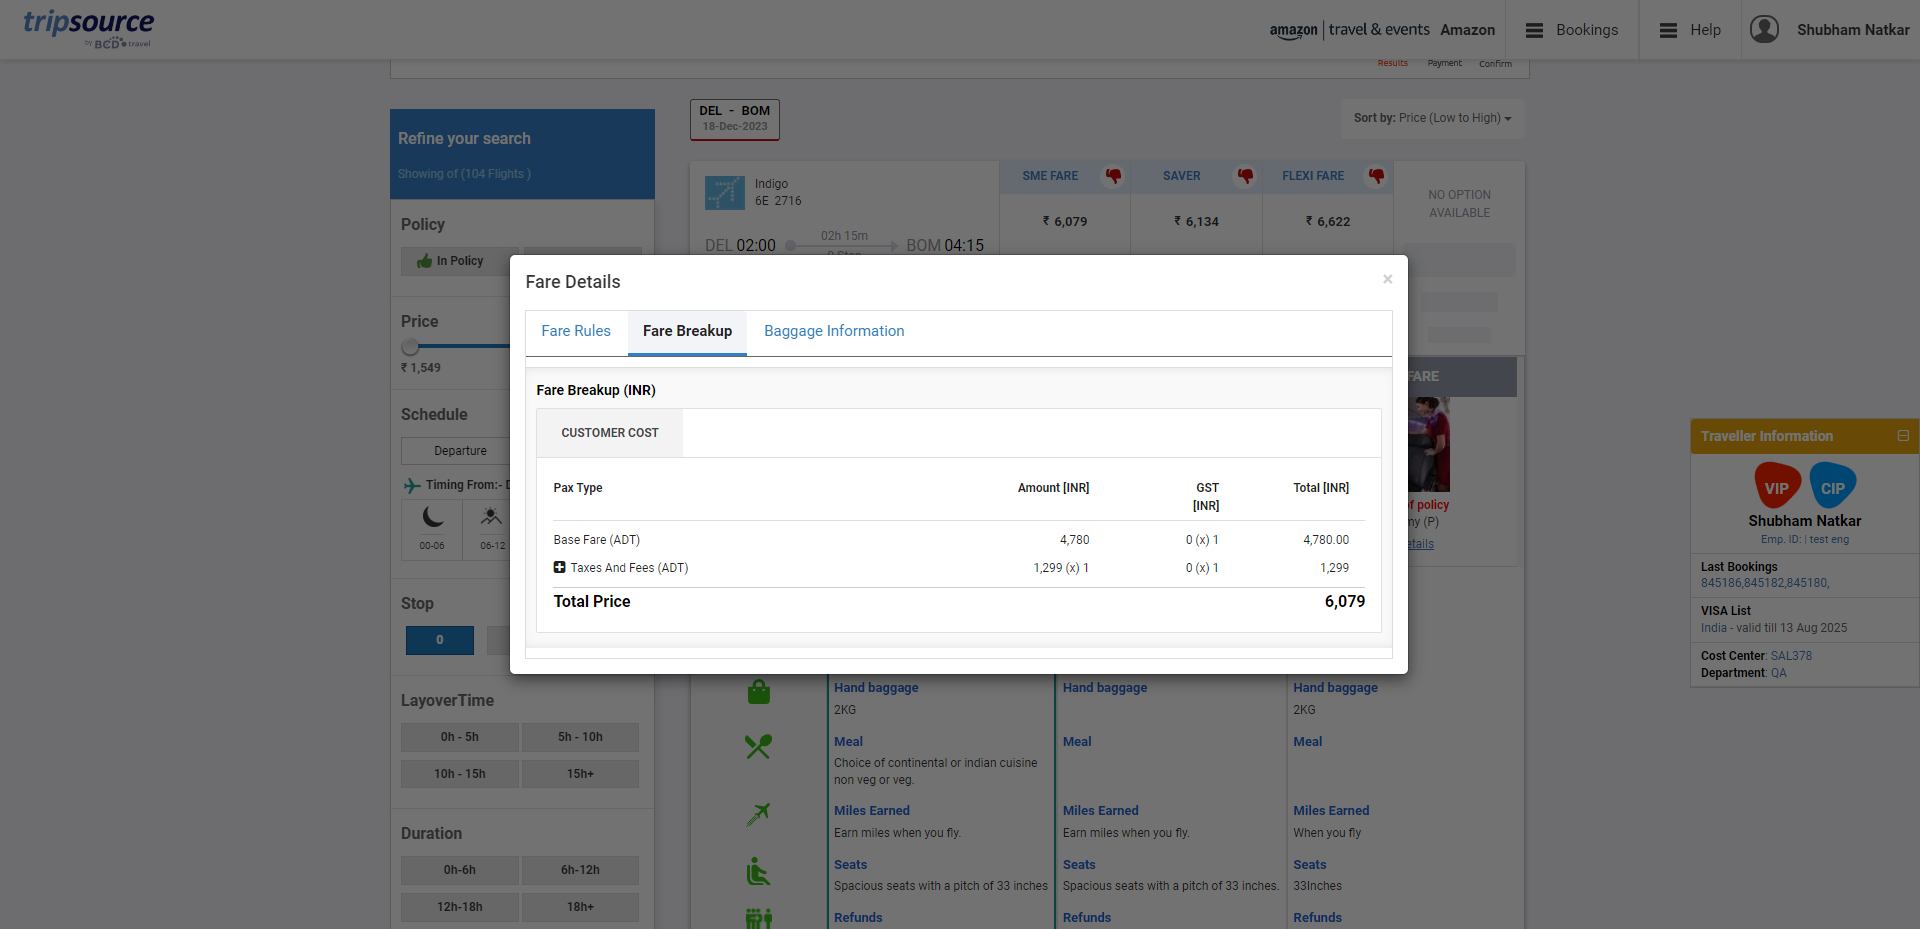 tripsource
by BCD travel
amazon | travel & events Amazon
Bookings
Help
Shubham Natkar
Results
Payment
Confirm
Refine your search
Showing of (104 Flights )
Policy
In Policy
Price
₹ 1,549
Schedule
Departure
Timing From:- D
00-06
06-12
Stop
0
LayoverTime
0h - 5h
5h - 10h
10h - 15h
15h+
Duration
0h-6h
6h-12h
12h-18h
18h+
DEL - BOM
18-Dec-2023
Sort by: Price (Low to High)
Indigo
6E 2716
DEL 02:00
02h 15m
0 Stop
BOM 04:15
SME FARE
₹ 6,079
SAVER
₹ 6,134
FLEXI FARE
₹ 6,622
NO OPTION
AVAILABLE
Fare Details
×
Fare Rules
Fare Breakup
Baggage Information
Fare Breakup (INR)
CUSTOMER COST
Pax Type
Amount [INR]
GST
[INR]
Total [INR]
Base Fare (ADT)
4,780
0 (x) 1
4,780.00
Taxes And Fees (ADT)
1,299 (x) 1
0 (x) 1
1,299
Total Price
6,079
FARE
of policy
my (P)
etails
Hand baggage
2KG
Hand baggage
Hand baggage
2KG
Meal
Choice of continental or indian cuisine
non veg or veg.
Meal
Meal
Miles Earned
Earn miles when you fly.
Miles Earned
Earn miles when you fly.
Miles Earned
When you fly
Seats
Spacious seats with a pitch of 33 inches
Seats
Spacious seats with a pitch of 33 inches.
Seats
33Inches
Refunds
Refunds
Refunds
Traveller Information
VIP
CIP
Shubham Natkar
Emp. ID: | test eng
Last Bookings
845186,845182,845180,
VISA List
India - valid till 13 Aug 2025
Cost Center: SAL378
Department: QA